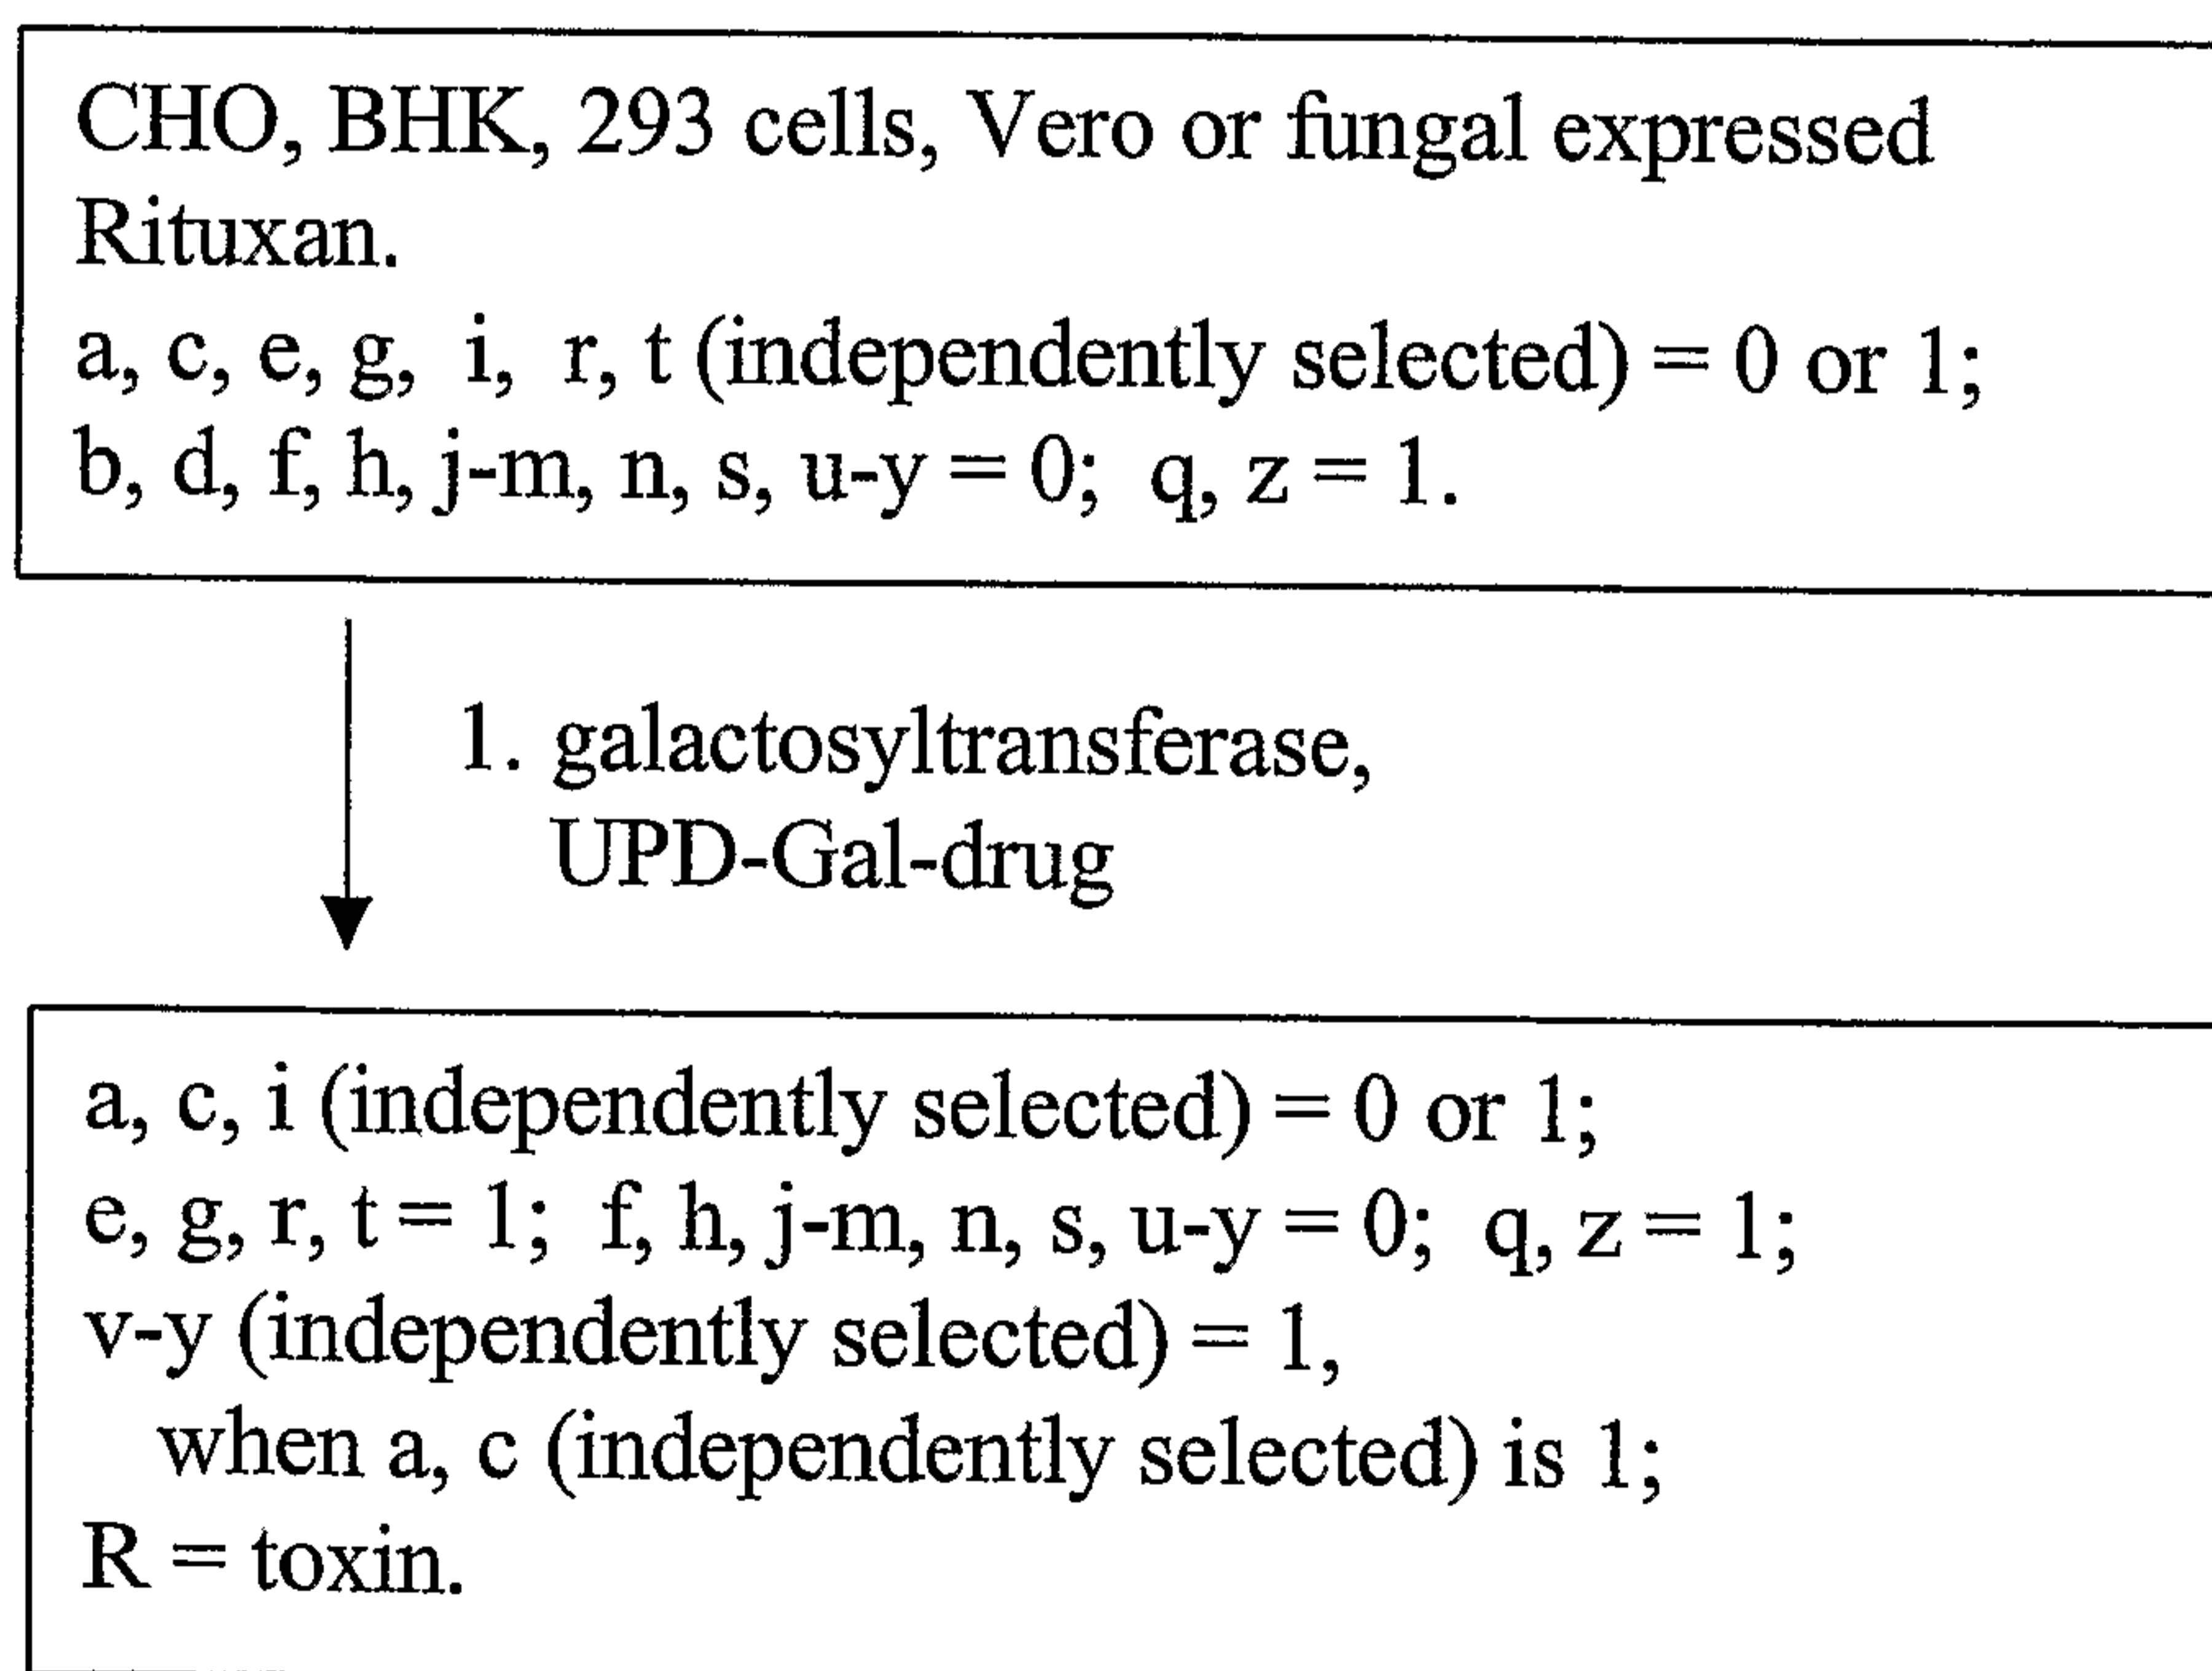 CHO, BHK, 293 cells, Vero or fungal expressed
Rituxan.
a, c, e, g, i, r, t (independently selected) = 0 or 1;
b, d, f, h, j-m, n, s, u-y = 0; q, z = 1.
1. galactosyltransferase,
UPD-Gal-drug
a, c, i (independently selected) = 0 or 1;
e, g, r, t = 1; f, h, j-m, n, s, u-y = 0; q, z = 1;
v-y (independently selected) = 1,
when a, c (independently selected) is 1;
R = toxin.